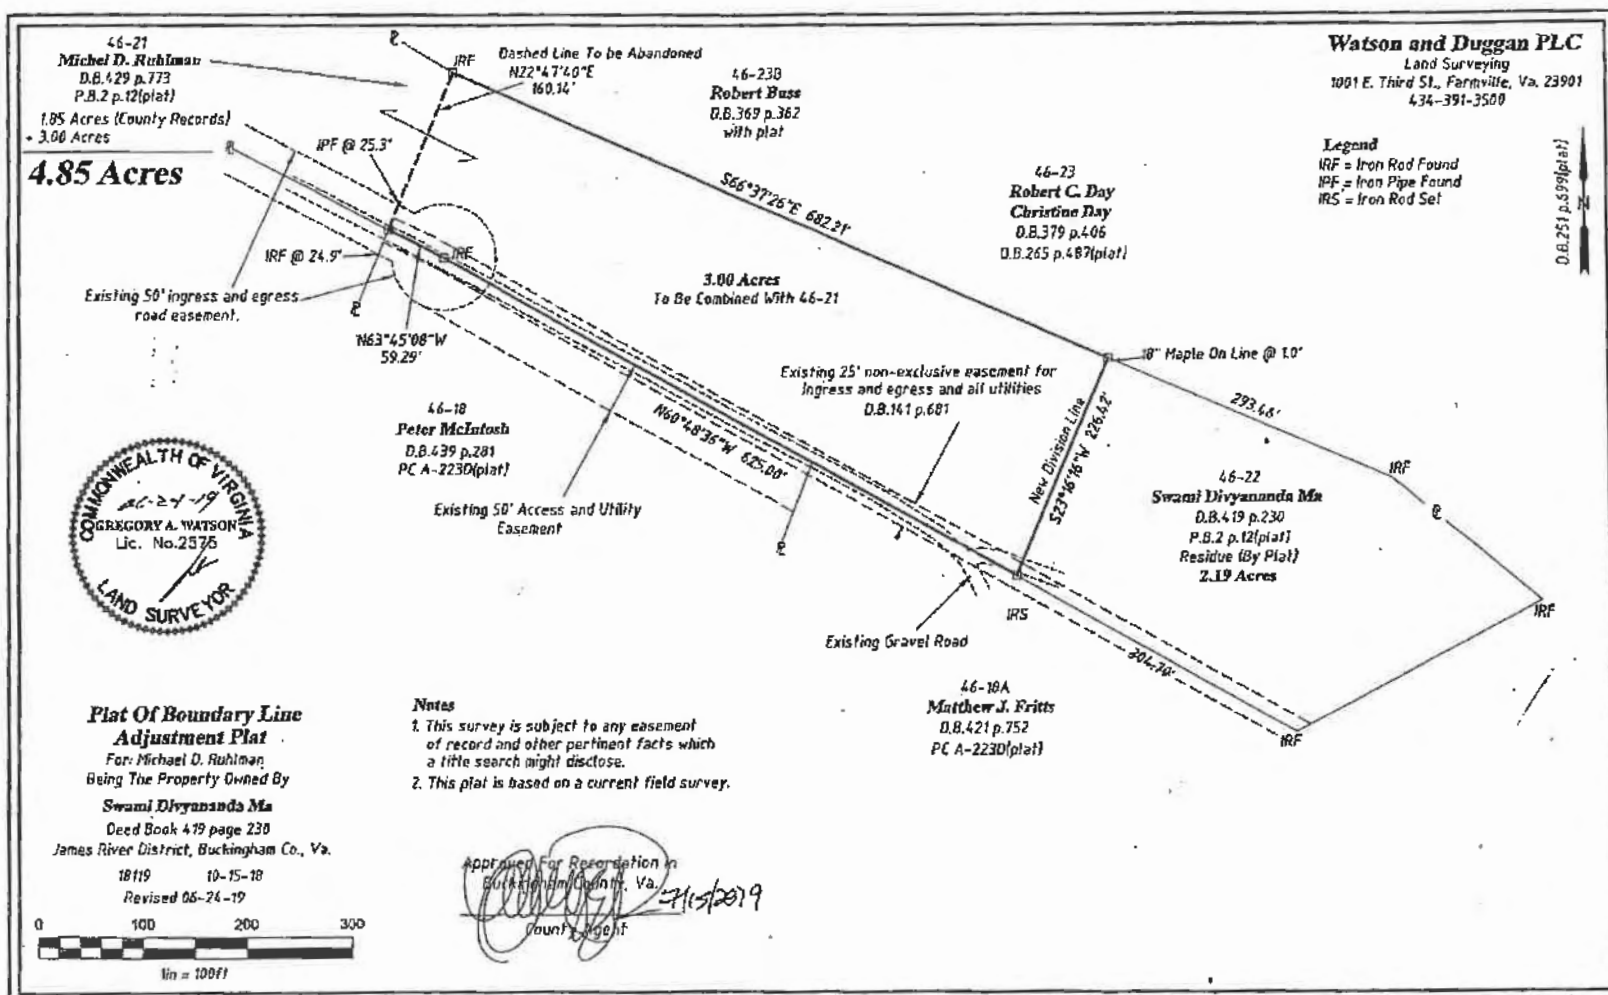 46-21
Michel D. Ruhlman
D.B.429 p.773
P.B.2 p.12(plat)
1.85 Acres (County Records)
+ 3.00 Acres
4.85 Acres
IRF
Dashed Line To be Abandoned
N22°47'40"E
160.14'
46-23B
Robert Buss
D.B.369 p.362
with plat
Watson and Duggan PLC
Land Surveying
1001 E. Third St., Farmville, Va. 23901
434-391-3500
Legend
IRF = Iron Rod Found
IPF = Iron Pipe Found
IRS = Iron Rod Set
D.B.251 p.699(plat)
N
IPF @ 25.3'
S66°37'26"E 682.21'
46-23
Robert C. Day
Christine Day
D.B.379 p.406
D.B.265 p.487(plat)
IRF @ 24.9'
IRF
Existing 50' ingress and egress
road easement.
3.00 Acres
To Be Combined With 46-21
N63°45'08"W
59.29'
18" Maple On Line @ 1.0'
Existing 25' non-exclusive easement for
ingress and egress and all utilities
D.B.141 p.681
293.46'
46-18
Peter McIntosh
D.B.439 p.281
PC A-223D(plat)
N60°48'36"W 625.00'
New Division Line
S23°16'16"W 226.42'
IRF
46-22
Swami Divyananda Ma
D.B.419 p.230
P.B.2 p.12(plat)
Residue (By Plat)
2.19 Acres
COMMONWEALTH OF VIRGINIA
06-24-19
GREGORY A. WATSON
Lic. No.2575
LAND SURVEYOR
Existing 50' Access and Utility
Easement
IRS
IRF
Existing Gravel Road
304.70'
46-18A
Matthew J. Fritts
D.B.421 p.752
PC A-223D(plat)
IRF
Plat Of Boundary Line
Adjustment Plat
For: Michael D. Ruhlman
Being The Property Owned By
Swami Divyananda Ma
Deed Book 419 page 230
James River District, Buckingham Co., Va.
18119 10-15-18
Revised 06-24-19
0 100 200 300
1in = 100ft
Notes
1. This survey is subject to any easement
of record and other pertinent facts which
a title search might disclose.
2. This plat is based on a current field survey.
Approved For Recordation in
Buckingham County, Va.
7/15/2019
County Agent